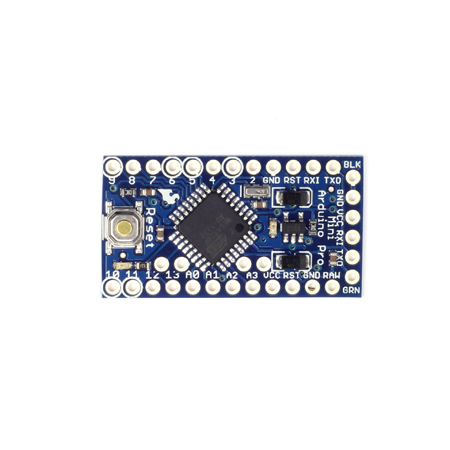 BLK
9 8 7 6 5 4 3 2 GND RST RXI TXO
GND VCC RXI TXO
Arduino Pro
Mini
Reset
10 11 12 13 A0 A1 A2 A3 VCC RST GND RAW
GRN